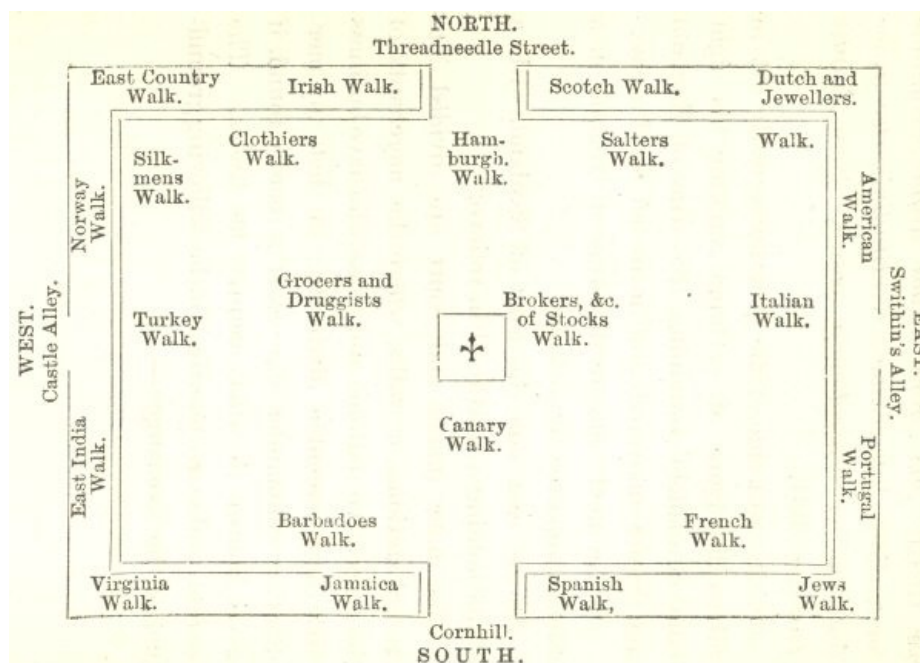 NORTH.
Threadneedle Street.
East Country
Walk.
Irish Walk.
Scotch Walk.
Dutch and
Jewellers.
Clothiers
Walk.
Silk-
mens
Walk.
Ham-
burgh.
Walk.
Salters
Walk.
Walk.
Norway
Walk.
American
Walk.
Grocers and
Druggists
Walk.
Turkey
Walk.
Brokers, &c.
of Stocks
Walk.
Italian
Walk.
WEST.
Castle Alley.
Swithin's Alley.
EAST.
Canary
Walk.
East India
Walk.
Portugal
Walk.
Barbadoes
Walk.
French
Walk.
Virginia
Walk.
Jamaica
Walk.
Spanish
Walk,
Jews
Walk.
Cornhill.
SOUTH.